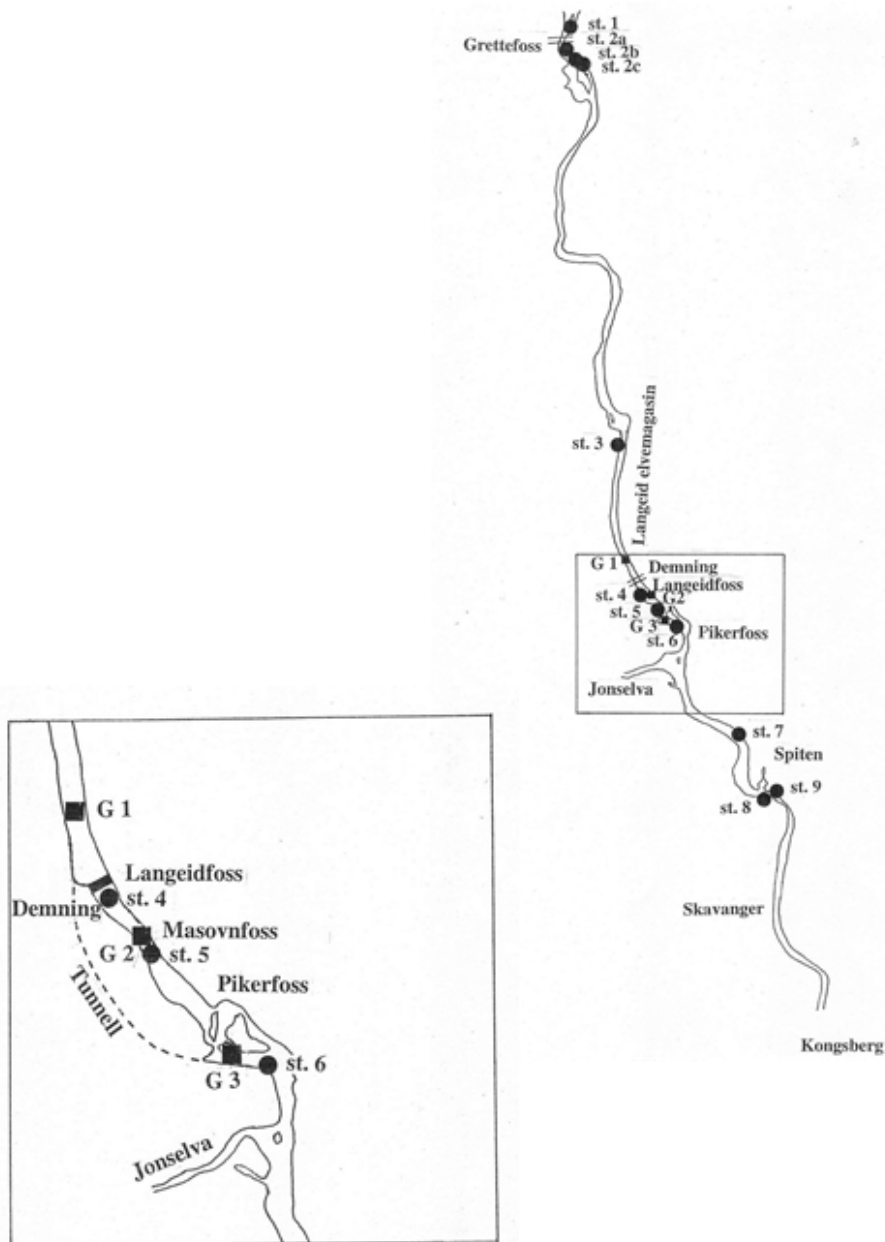 st. 1
st. 2a
Grettefoss
st. 2b
st. 2c
st. 3
Langeid elvemagasin
G 1
Demning
Langeidfoss
st. 4
G2
st. 5
G 3
Pikerfoss
st. 6
Jonselva
st. 7
Spiten
st. 9
st. 8
Skavanger
Kongsberg
G 1
Langeidfoss
Demning
st. 4
Masovnfoss
G 2
st. 5
Tunnell
Pikerfoss
G 3
st. 6
Jonselva